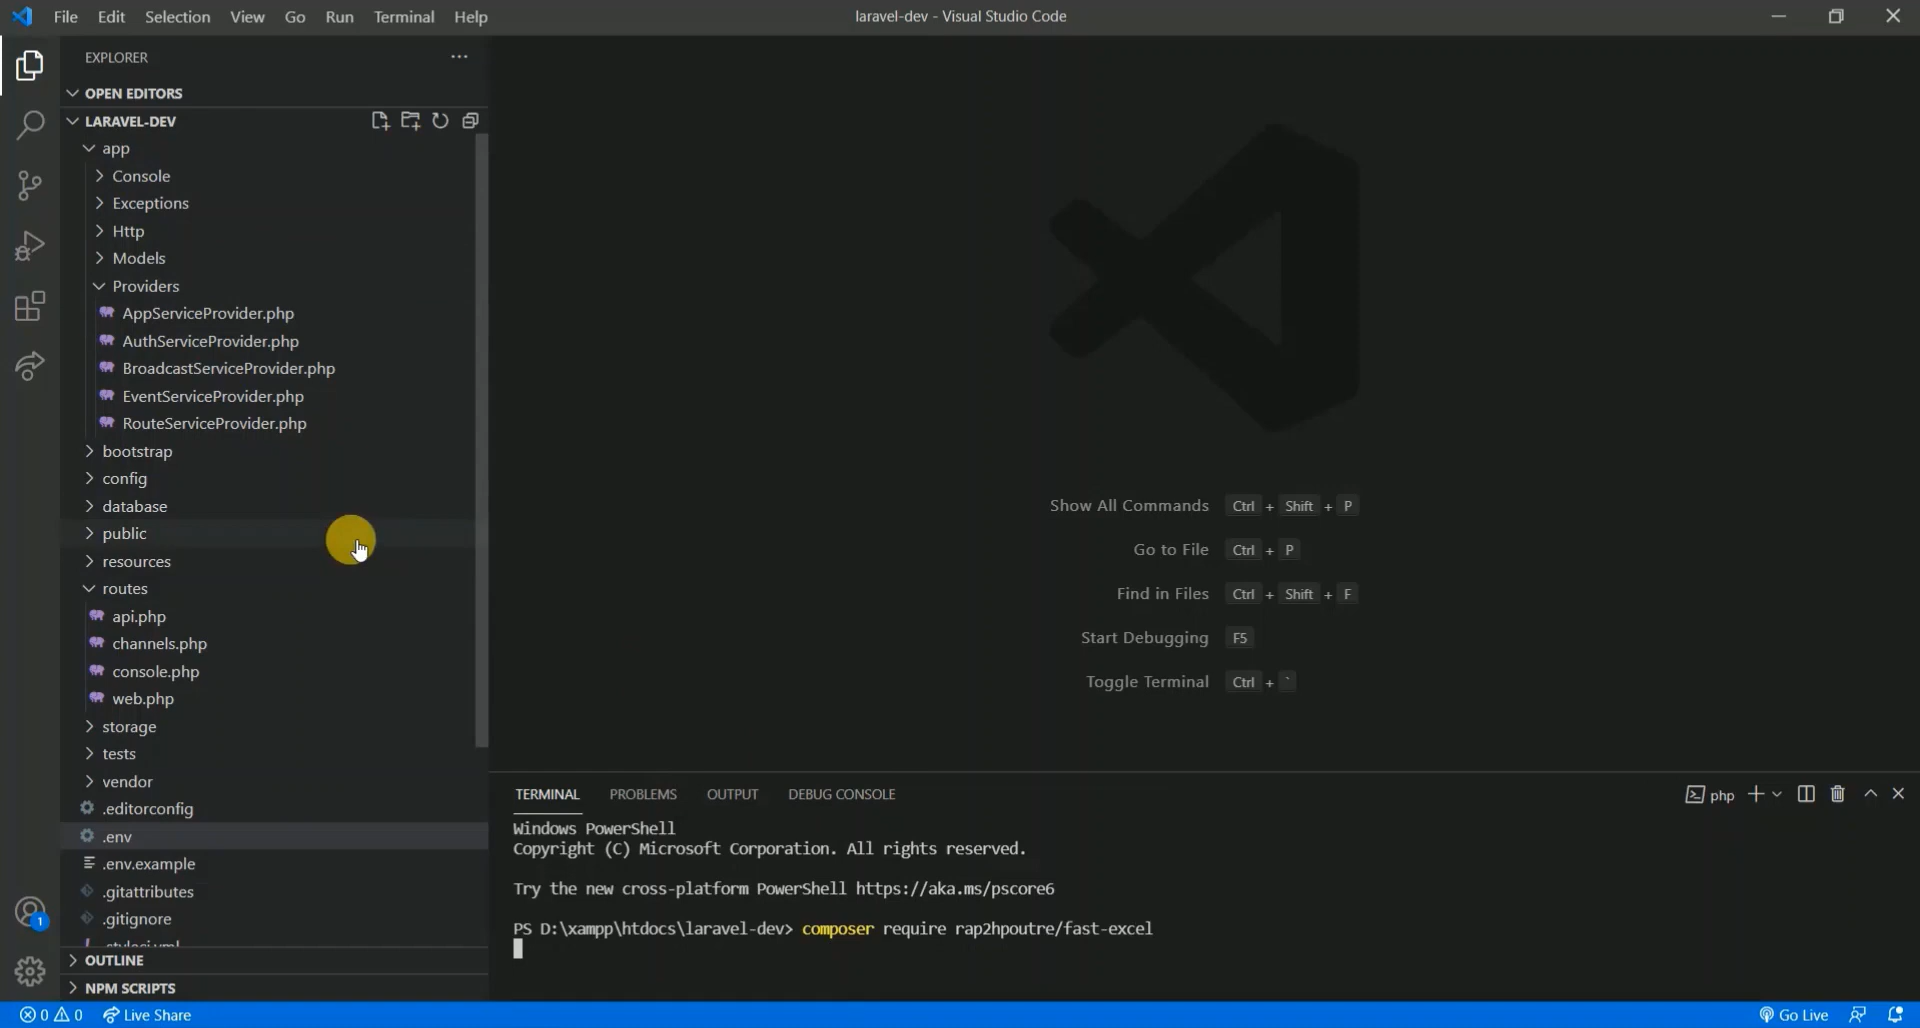 File Edit Selection View Go Run Terminal Help
laravel-dev - Visual Studio Code
EXPLORER
OPEN EDITORS
LARAVEL-DEV
app
Console
Exceptions
Http
Models
Providers
AppServiceProvider.php
AuthServiceProvider.php
BroadcastServiceProvider.php
EventServiceProvider.php
RouteServiceProvider.php
bootstrap
config
database
public
resources
routes
api.php
channels.php
console.php
web.php
storage
tests
vendor
.editorconfig
.env
.env.example
.gitattributes
.gitignore
.styleci.yml
OUTLINE
NPM SCRIPTS
1
Show All Commands Ctrl + Shift + P
Go to File Ctrl + P
Find in Files Ctrl + Shift + F
Start Debugging F5
Toggle Terminal Ctrl + `
TERMINAL PROBLEMS OUTPUT DEBUG CONSOLE
php
Windows PowerShell
Copyright (C) Microsoft Corporation. All rights reserved.
Try the new cross-platform PowerShell https://aka.ms/pscore6
PS D:\xampp\htdocs\laravel-dev> composer require rap2hpoutre/fast-excel
0 0 Live Share
Go Live